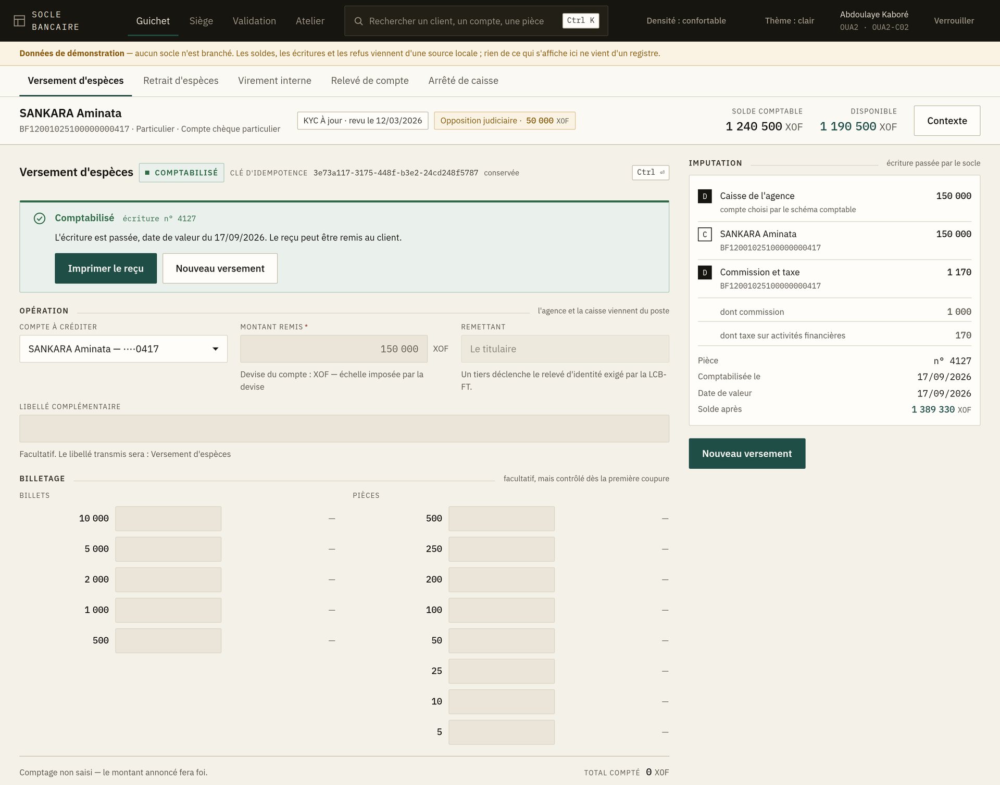 SOCLE
BANCAIRE
Guichet
Siège
Validation
Atelier
Rechercher un client, un compte, une pièce
Ctrl K
Densité : confortable
Thème : clair
Abdoulaye Kaboré
OUA2 · OUA2-C02
Verrouiller
Données de démonstration — aucun socle n'est branché. Les soldes, les écritures et les refus viennent d'une source locale ; rien de ce qui s'affiche ici ne vient d'un registre.
Versement d'espèces
Retrait d'espèces
Virement interne
Relevé de compte
Arrêté de caisse
SANKARA Aminata
BF12001025100000000417 · Particulier · Compte chèque particulier
KYC À jour · revu le 12/03/2026
Opposition judiciaire · 50 000 XOF
SOLDE COMPTABLE
1 240 500 XOF
DISPONIBLE
1 190 500 XOF
Contexte
Versement d'espèces
COMPTABILISÉ
CLÉ D'IDEMPOTENCE 3e73a117-3175-448f-b3e2-24cd248f5787 conservée
Ctrl ⏎
Comptabilisé écriture n° 4127
L'écriture est passée, date de valeur du 17/09/2026. Le reçu peut être remis au client.
Imprimer le reçu
Nouveau versement
OPÉRATION
l'agence et la caisse viennent du poste
COMPTE À CRÉDITER
SANKARA Aminata — ····0417
MONTANT REMIS *
150 000 XOF
Devise du compte : XOF — échelle imposée par la
devise
REMETTANT
Le titulaire
Un tiers déclenche le relevé d'identité exigé par la LCB-
FT.
LIBELLÉ COMPLÉMENTAIRE
Facultatif. Le libellé transmis sera : Versement d'espèces
BILLETAGE
facultatif, mais contrôlé dès la première coupure
BILLETS
10 000 —
5 000 —
2 000 —
1 000 —
500 —
PIÈCES
500 —
250 —
200 —
100 —
50 —
25 —
10 —
5 —
Comptage non saisi — le montant annoncé fera foi.
TOTAL COMPTÉ 0 XOF
IMPUTATION
écriture passée par le socle
D Caisse de l'agence 150 000
compte choisi par le schéma comptable
C SANKARA Aminata 150 000
BF12001025100000000417
D Commission et taxe 1 170
BF12001025100000000417
dont commission 1 000
dont taxe sur activités financières 170
Pièce n° 4127
Comptabilisée le 17/09/2026
Date de valeur 17/09/2026
Solde après 1 389 330 XOF
Nouveau versement